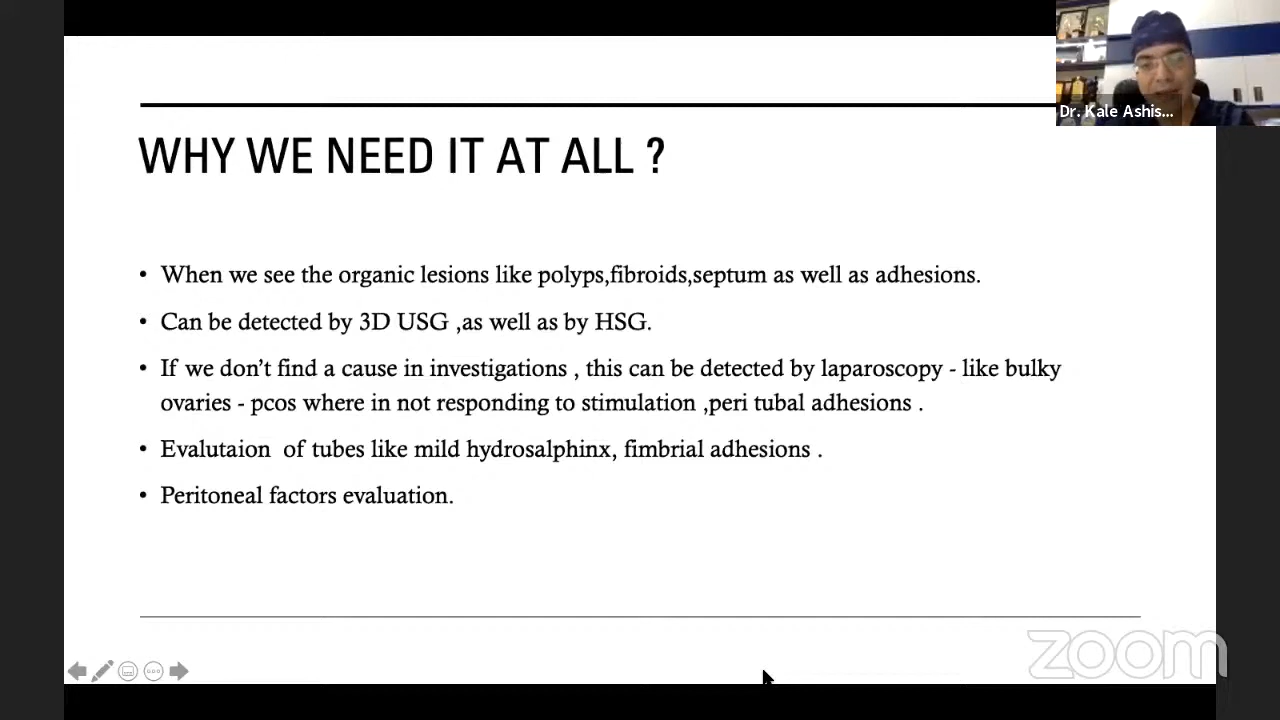 Dr. Kale Ashis...
WHY WE NEED IT AT ALL ?
• When we see the organic lesions like polyps,fibroids,septum as well as adhesions.
• Can be detected by 3D USG ,as well as by HSG.
• If we don’t find a cause in investigations , this can be detected by laparoscopy - like bulky
ovaries - pcos where in not responding to stimulation ,peri tubal adhesions .
• Evalutaion of tubes like mild hydrosalphinx, fimbrial adhesions .
• Peritoneal factors evaluation.
zoom